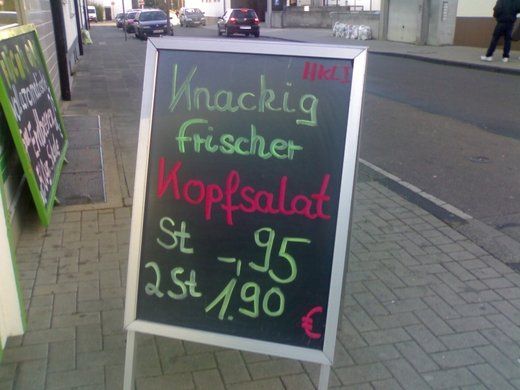 HKL I
Knackig
frischer
Kopfsalat
St -,95
2 St 1.90
€